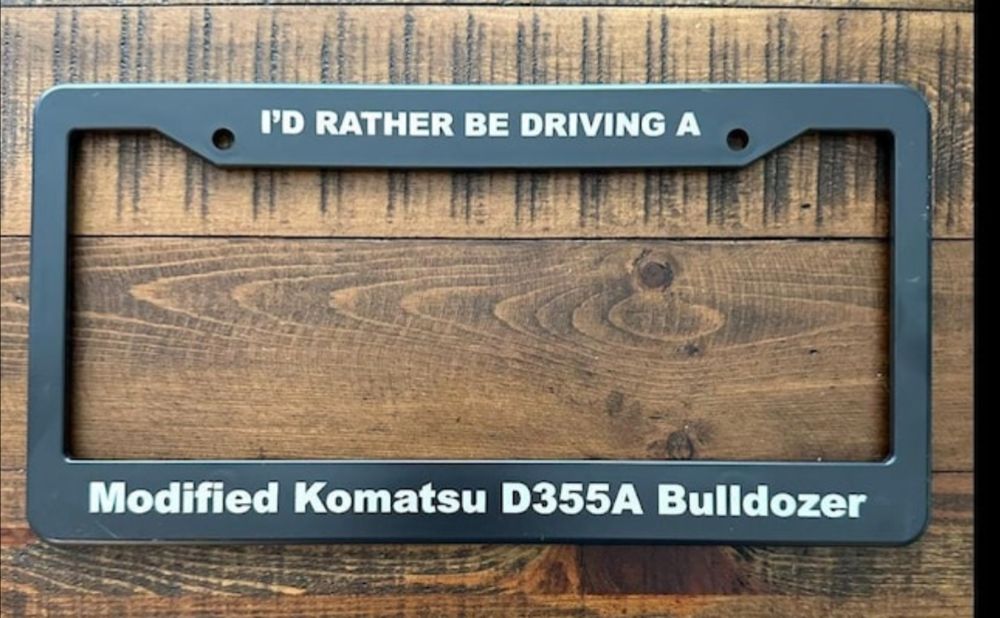 I'D RATHER BE DRIVING A
Modified Komatsu D355A Bulldozer